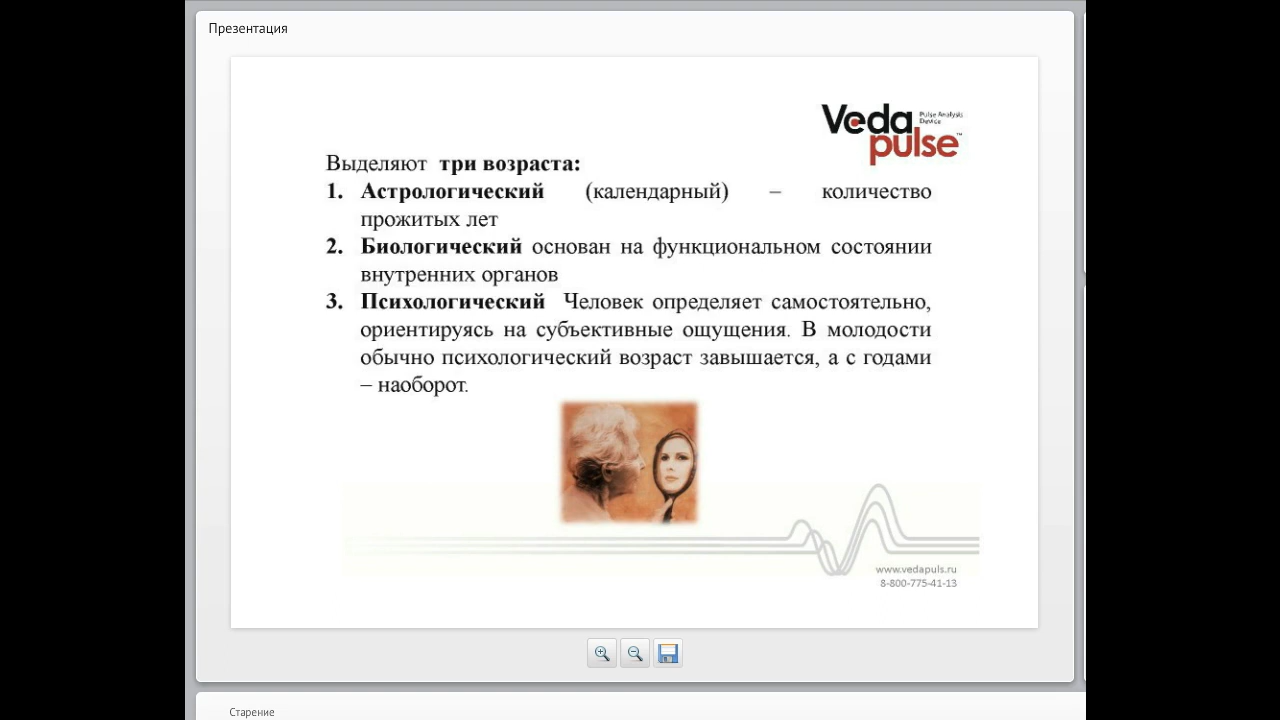 Презентация
Veda
Pulse Analysis
Device
pulse™
Выделяют три возраста:
1. Астрологический (календарный) – количество
прожитых лет
2. Биологический основан на функциональном состоянии
внутренних органов
3. Психологический Человек определяет самостоятельно,
ориентируясь на субъективные ощущения. В молодости
обычно психологический возраст завышается, а с годами
– наоборот.
www.vedapuls.ru
8-800-775-41-13
Старение